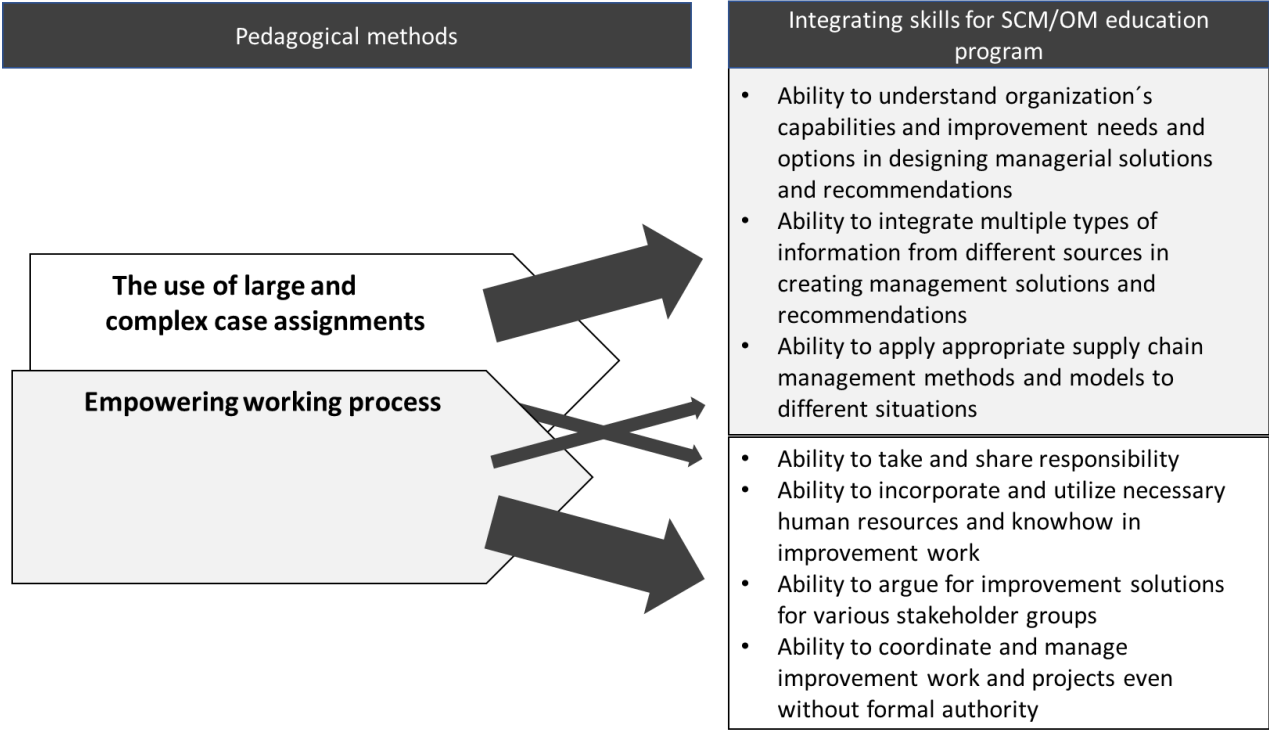 Pedagogical methods
The use of large and
complex case assignments
Empowering working process
Integrating skills for SCM/OM education
program
• Ability to understand organization´s
capabilities and improvement needs and
options in designing managerial solutions
and recommendations
• Ability to integrate multiple types of
information from different sources in
creating management solutions and
recommendations
• Ability to apply appropriate supply chain
management methods and models to
different situations
• Ability to take and share responsibility
• Ability to incorporate and utilize necessary
human resources and knowhow in
improvement work
• Ability to argue for improvement solutions
for various stakeholder groups
• Ability to coordinate and manage
improvement work and projects even
without formal authority